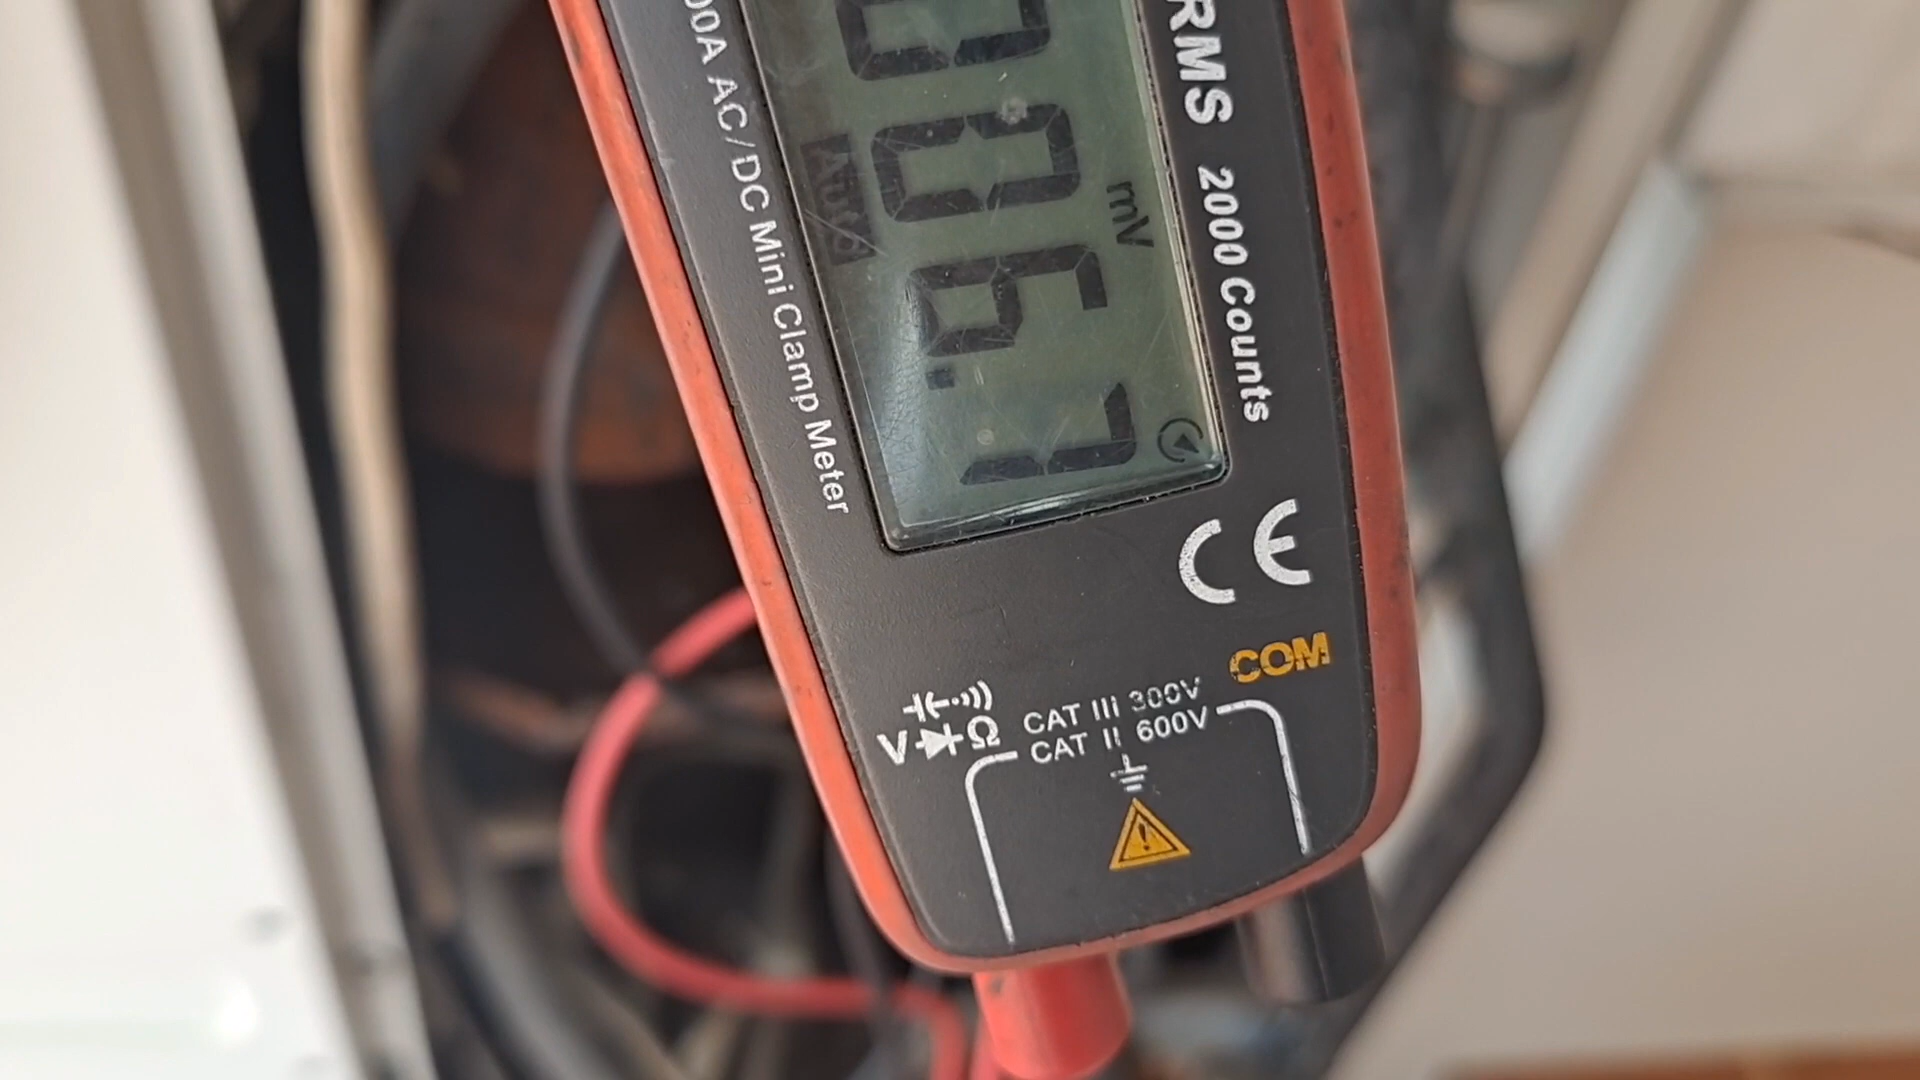 00A AC/DC Mini Clamp Meter
006.7
Auto
mV
RMS 2000 Counts
CE
COM
V Ω
CAT III 300V
CAT II 600V